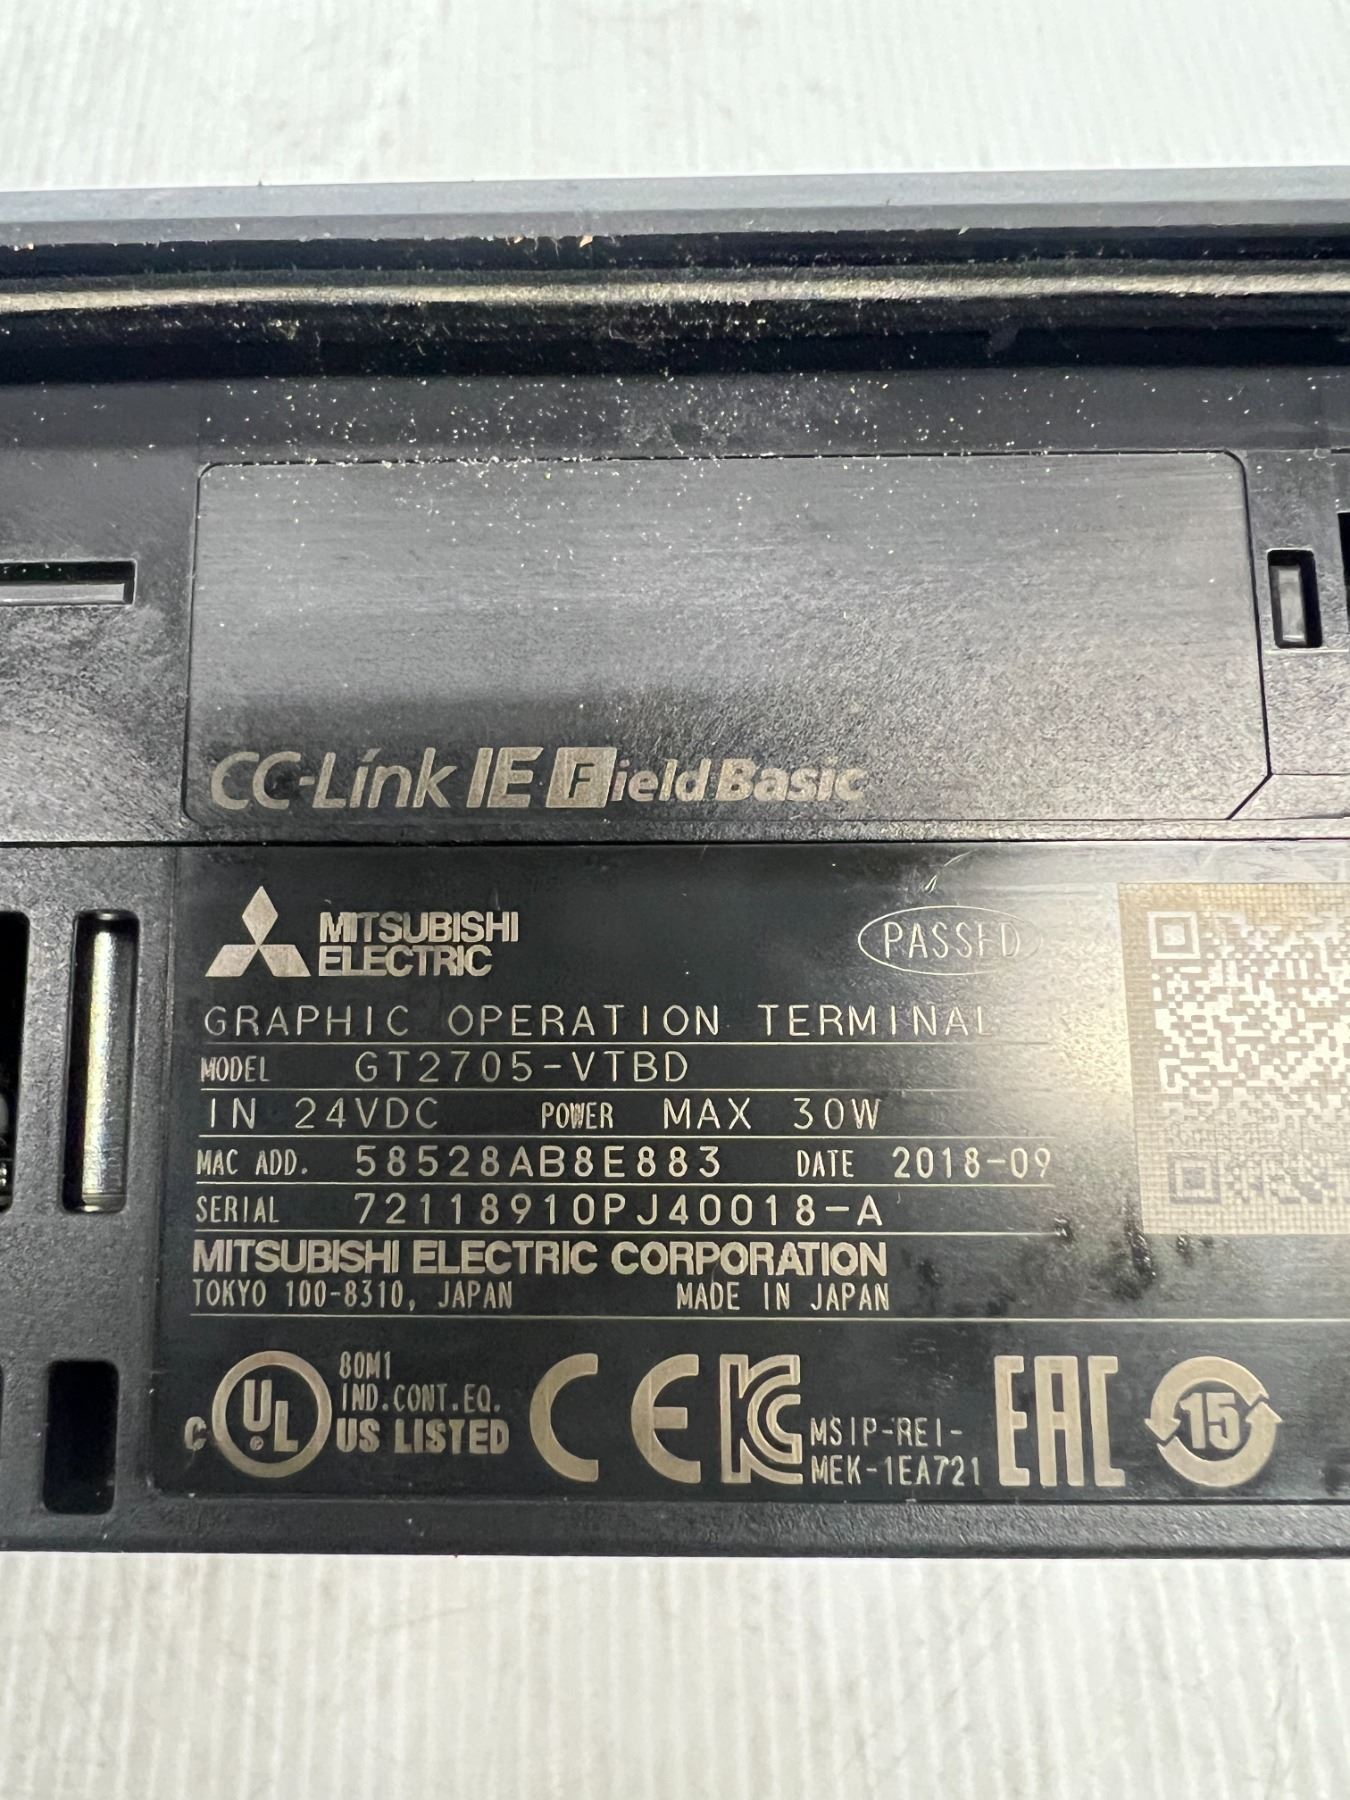 CC-Link IE Field Basic
MITSUBISHI
ELECTRIC
PASSED
GRAPHIC OPERATION TERMINAL
MODEL GT2705-VTBD
IN 24VDC POWER MAX 30W
MAC ADD. 58528AB8E883 DATE 2018-09
SERIAL 72118910PJ40018-A
MITSUBISHI ELECTRIC CORPORATION
TOKYO 100-8310, JAPAN MADE IN JAPAN
80M1
IND.CONT.EQ.
C UL US LISTED
CE
KC
MSIP-REI-
MEK-1EA721
EAC
15